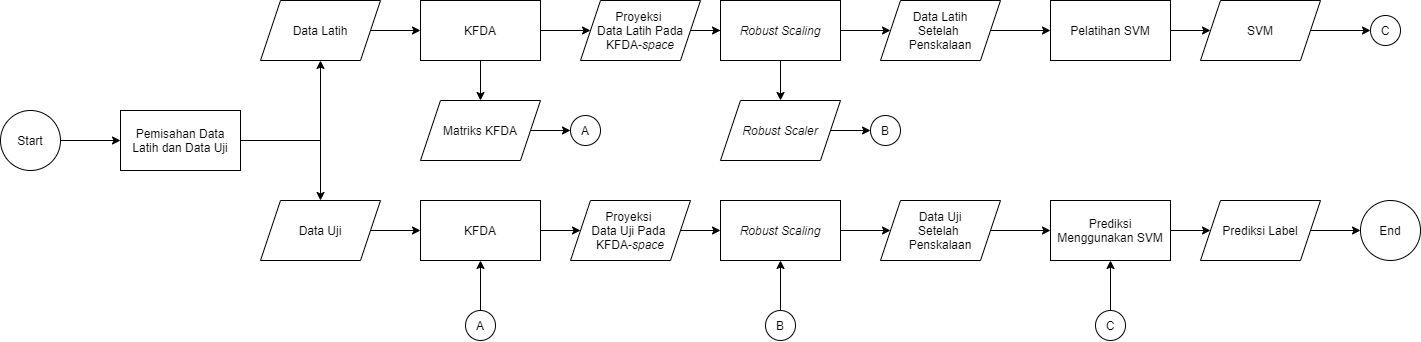 Start
Pemisahan Data
Latih dan Data Uji
Data Latih
KFDA
Proyeksi
Data Latih Pada
KFDA-space
Robust Scaling
Data Latih
Setelah
Penskalaan
Pelatihan SVM
SVM
C
Matriks KFDA
A
Robust Scaler
B
Data Uji
KFDA
Proyeksi
Data Uji Pada
KFDA-space
Robust Scaling
Data Uji
Setelah
Penskalaan
Prediksi
Menggunakan SVM
Prediksi Label
End
A
B
C